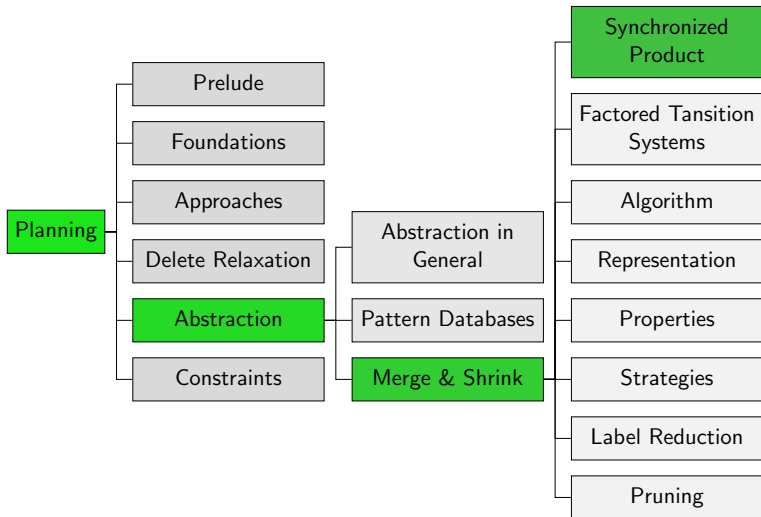 Planning
Prelude
Foundations
Approaches
Delete Relaxation
Abstraction
Constraints
Abstraction in
General
Pattern Databases
Merge & Shrink
Synchronized
Product
Factored Tansition
Systems
Algorithm
Representation
Properties
Strategies
Label Reduction
Pruning